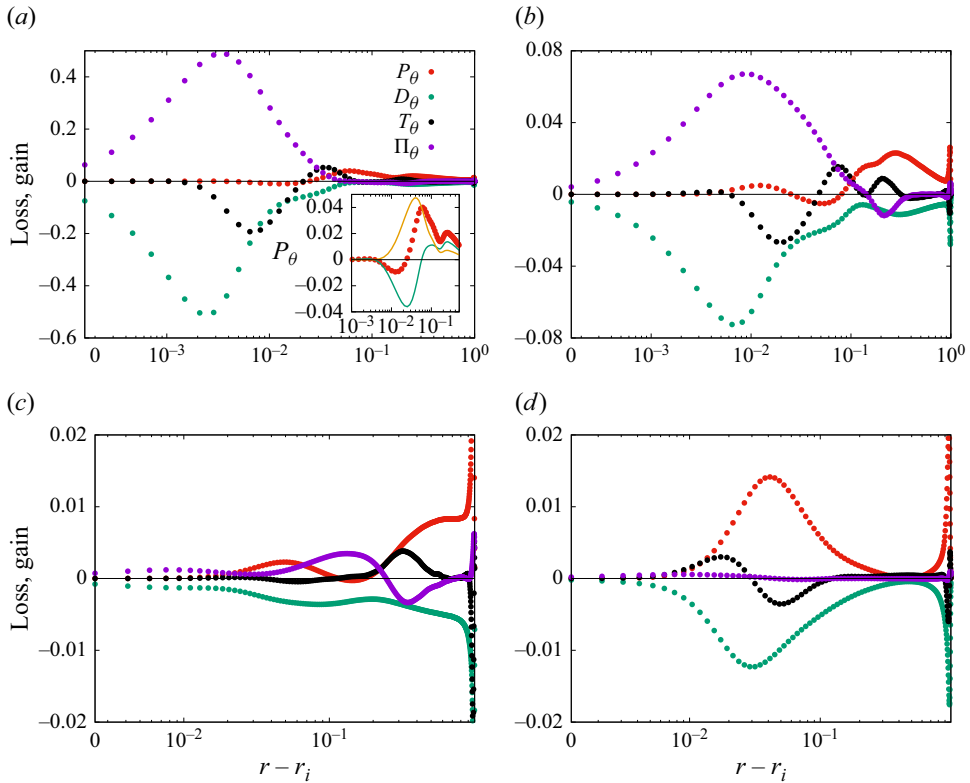 (a)
0.4
0.2
0
−0.2
−0.4
−0.6
Loss, gain
P_θ
D_θ
T_θ
Π_θ
P_θ
0.04
0.02
0
−0.02
−0.04
10⁻³ 10⁻² 10⁻¹
0 10⁻³ 10⁻² 10⁻¹ 10⁰
(b)
0.08
0.04
0
−0.04
−0.08
0 10⁻³ 10⁻² 10⁻¹ 10⁰
(c)
0.02
0.01
0
−0.01
−0.02
Loss, gain
0 10⁻² 10⁻¹
r − r_i
(d)
0.02
0.01
0
−0.01
−0.02
0 10⁻² 10⁻¹
r − r_i